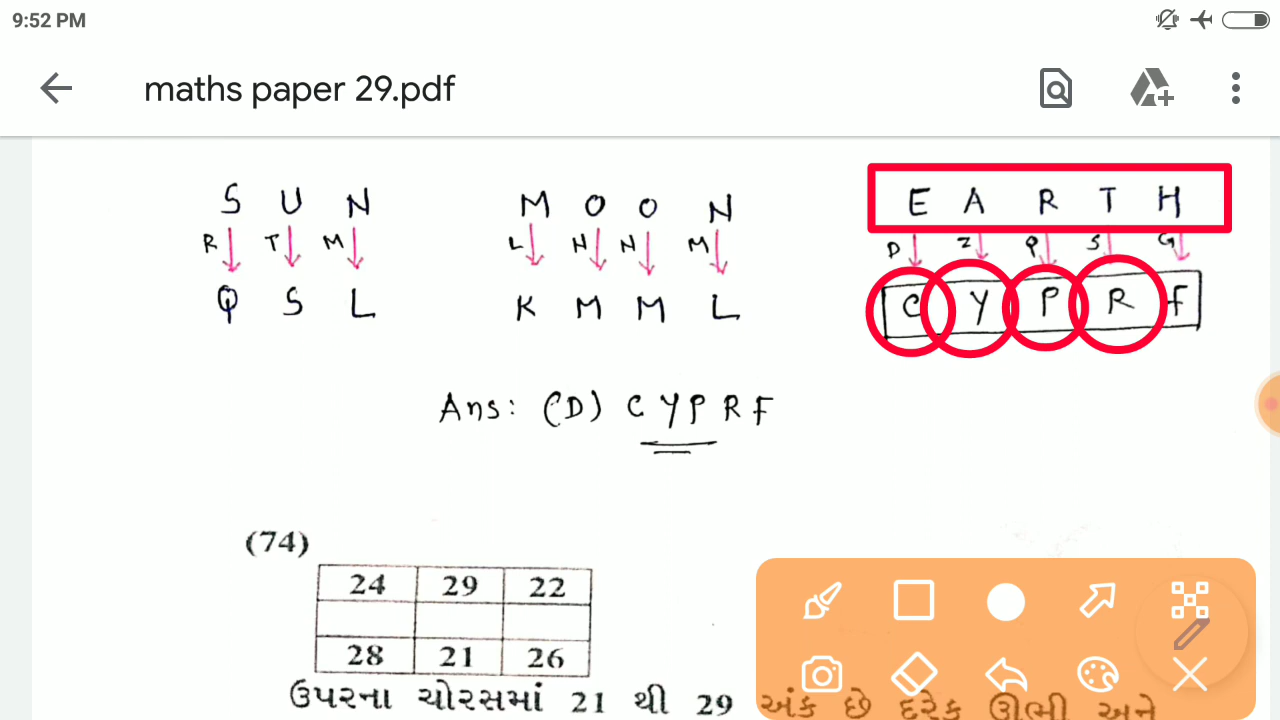 9:52 PM
maths paper 29.pdf
S U N
M O O N
E A R T H
R T M
L N N M
D Z Q S G
Q S L
K M M L
C Y P R F
Ans: (D) C Y P R F
(74)
24 29 22
28 21 26
ઉપરના ચોરસમાં 21 થી 29 અંક છે દરેક ઊભી અને